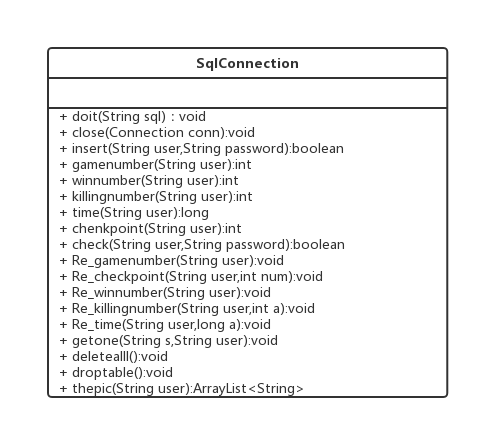 SqlConnection
+ doit(String sql) : void
+ close(Connection conn):void
+ insert(String user,String password):boolean
+ gamenumber(String user):int
+ winnumber(String user):int
+ killingnumber(String user):int
+ time(String user):long
+ chenkpoint(String user):int
+ check(String user,String password):boolean
+ Re_gamenumber(String user):void
+ Re_checkpoint(String user,int num):void
+ Re_winnumber(String user):void
+ Re_killingnumber(String user,int a):void
+ Re_time(String user,long a):void
+ getone(String s,String user):void
+ deletealll():void
+ droptable():void
+ thepic(String user):ArrayList<String>